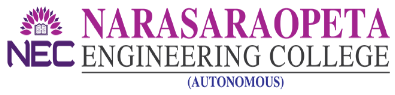 NEC
NARASARAOPETA
ENGINEERING COLLEGE
(AUTONOMOUS)